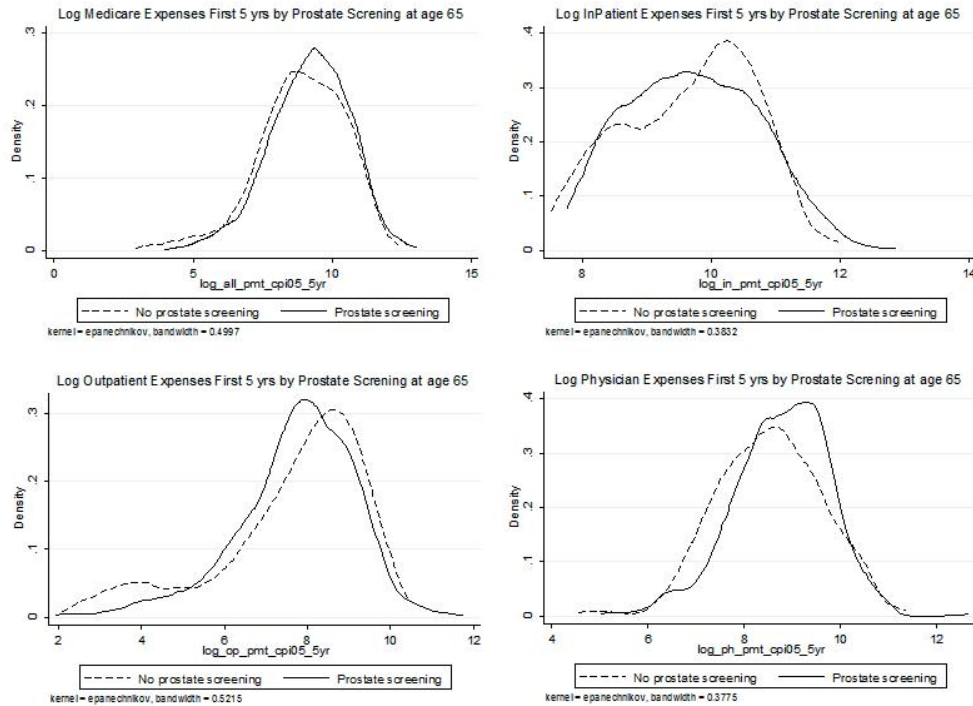 Log Medicare Expenses First 5 yrs by Prostate Screning at age 65
.3
.2
.1
0
Density
0 5 10 15
log_all_pmt_cpi05_5yr
No prostate screening Prostate screening
kernel = epanechnikov, bandwidth = 0.4997
Log InPatient Expenses First 5 yrs by Prostate Screning at age 65
.4
.3
.2
.1
0
Density
8 10 12 14
log_in_pmt_cpi05_5yr
No prostate screening Prostate screening
kernel = epanechnikov, bandwidth = 0.3832
Log Outpatient Expenses First 5 yrs by Prostate Screning at age 65
.3
.2
.1
0
Density
2 4 6 8 10 12
log_op_pmt_cpi05_5yr
No prostate screening Prostate screening
kernel = epanechnikov, bandwidth = 0.5215
Log Physician Expenses First 5 yrs by Prostate Screning at age 65
.4
.3
.2
.1
0
Density
4 6 8 10 12
log_ph_pmt_cpi05_5yr
No prostate screening Prostate screening
kernel = epanechnikov, bandwidth = 0.3775